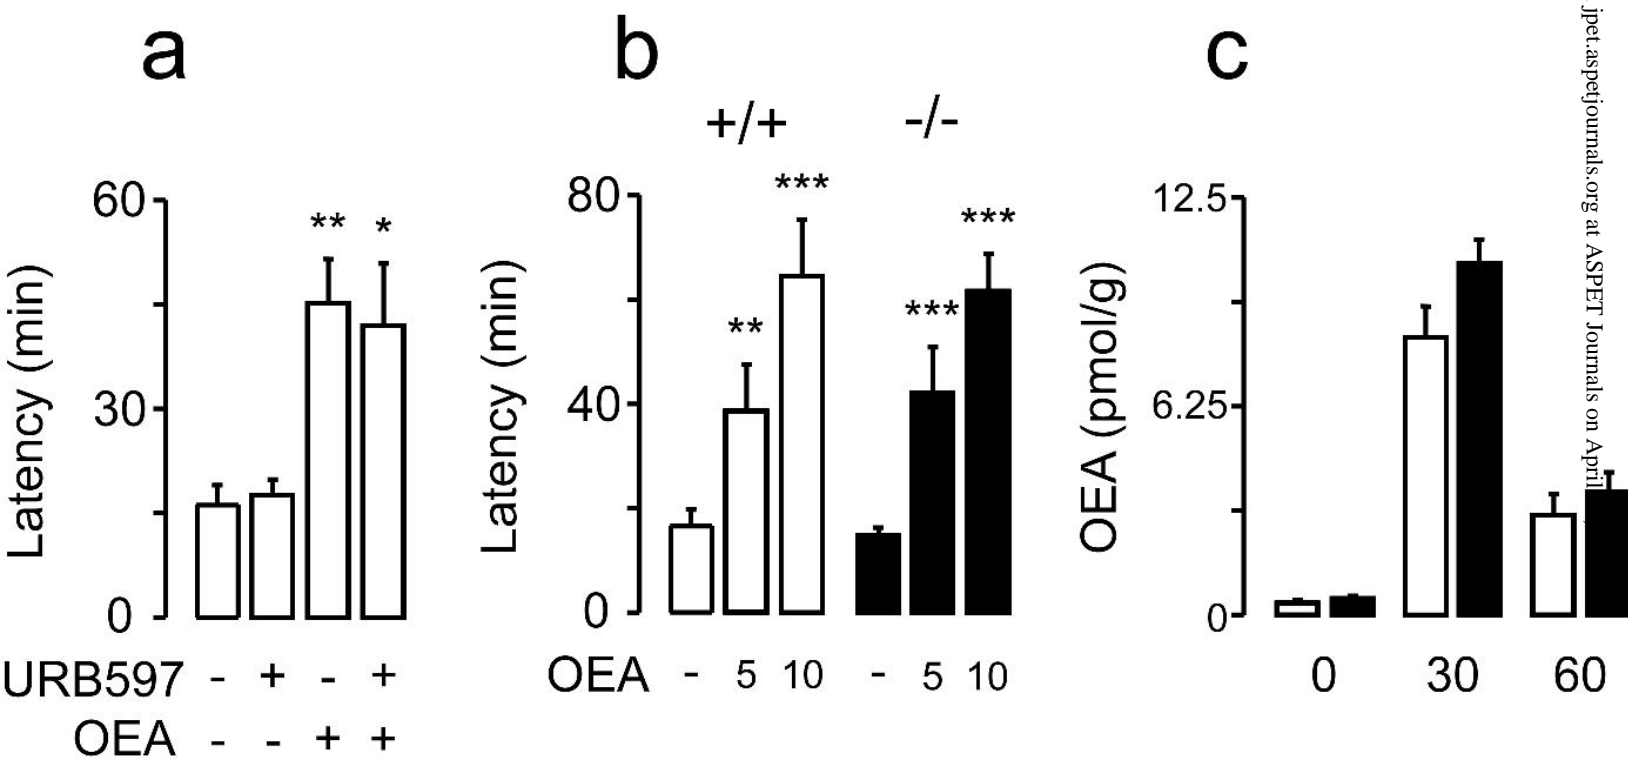 a
b
c
+/+
-/-
60
30
0
Latency (min)
** *
URB597 - + - +
OEA - - + +
80
40
0
Latency (min)
** ***
*** ***
OEA - 5 10 - 5 10
12.5
6.25
0
OEA (pmol/g)
0 30 60
jpet.aspetjournals.org at ASPET Journals on April